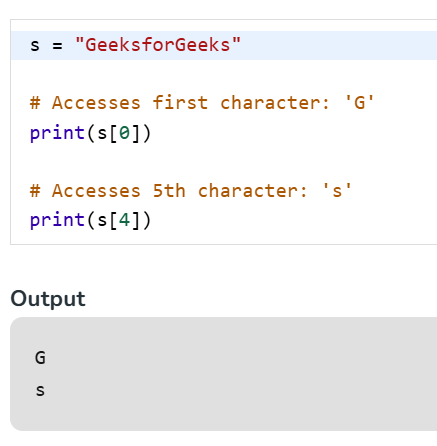 s = "GeeksforGeeks"
# Accesses first character: 'G'
print(s[0])
# Accesses 5th character: 's'
print(s[4])
Output
G
s